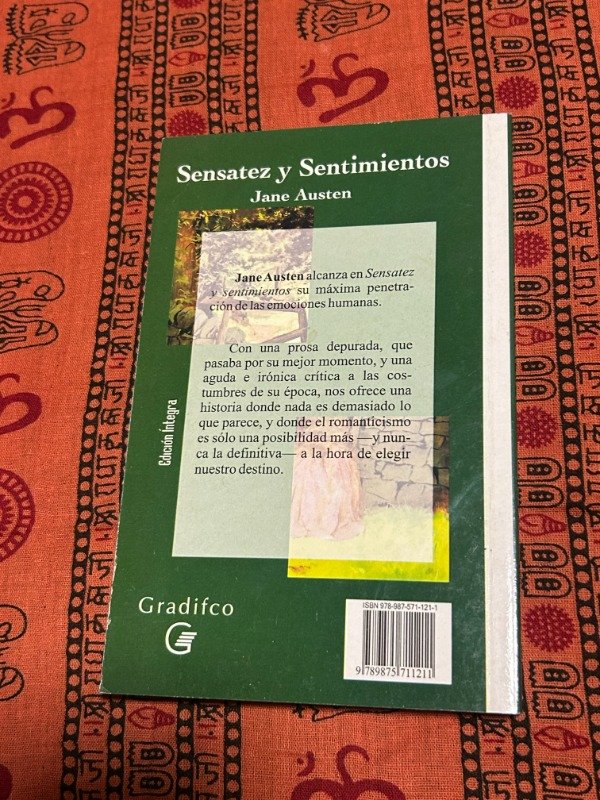 Sensatez y Sentimientos
Jane Austen
Jane Austen alcanza en Sensatez
y sentimientos su máxima penetra-
ción de las emociones humanas.
Con una prosa depurada, que
pasaba por su mejor momento, y una
aguda e irónica crítica a las cos-
tumbres de su época, nos ofrece una
historia donde nada es demasiado lo
que parece, y donde el romanticismo
es sólo una posibilidad más —y nun-
ca la definitiva— a la hora de elegir
nuestro destino.
Edición Íntegra
Gradifco
G
ISBN 978-987-571-121-1
9 789875 711211